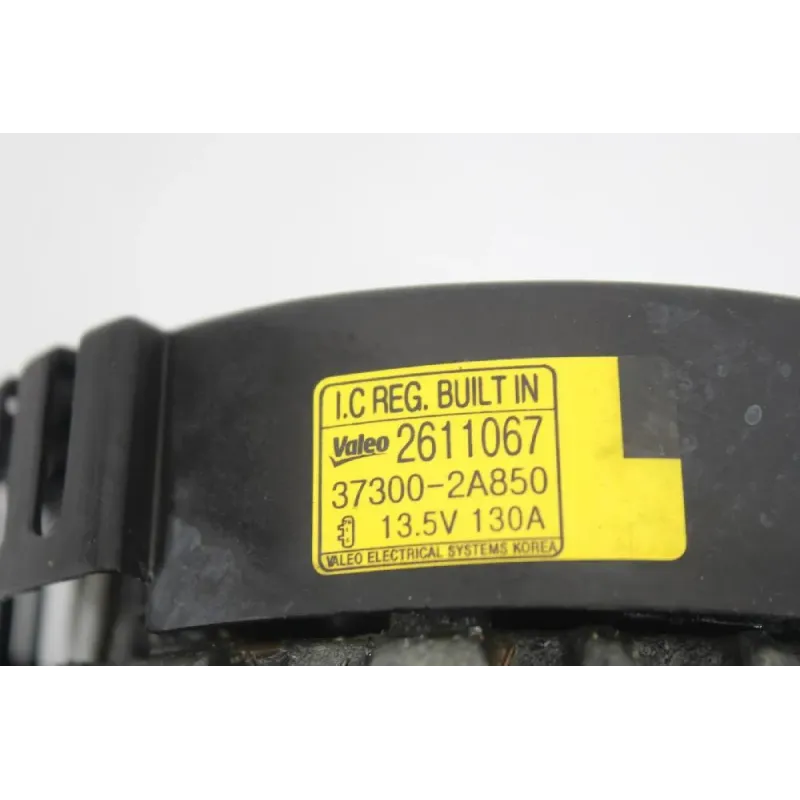 I.C REG. BUILT IN
Valeo 2611067
37300-2A850
13.5V 130A
VALEO ELECTRICAL SYSTEMS KOREA